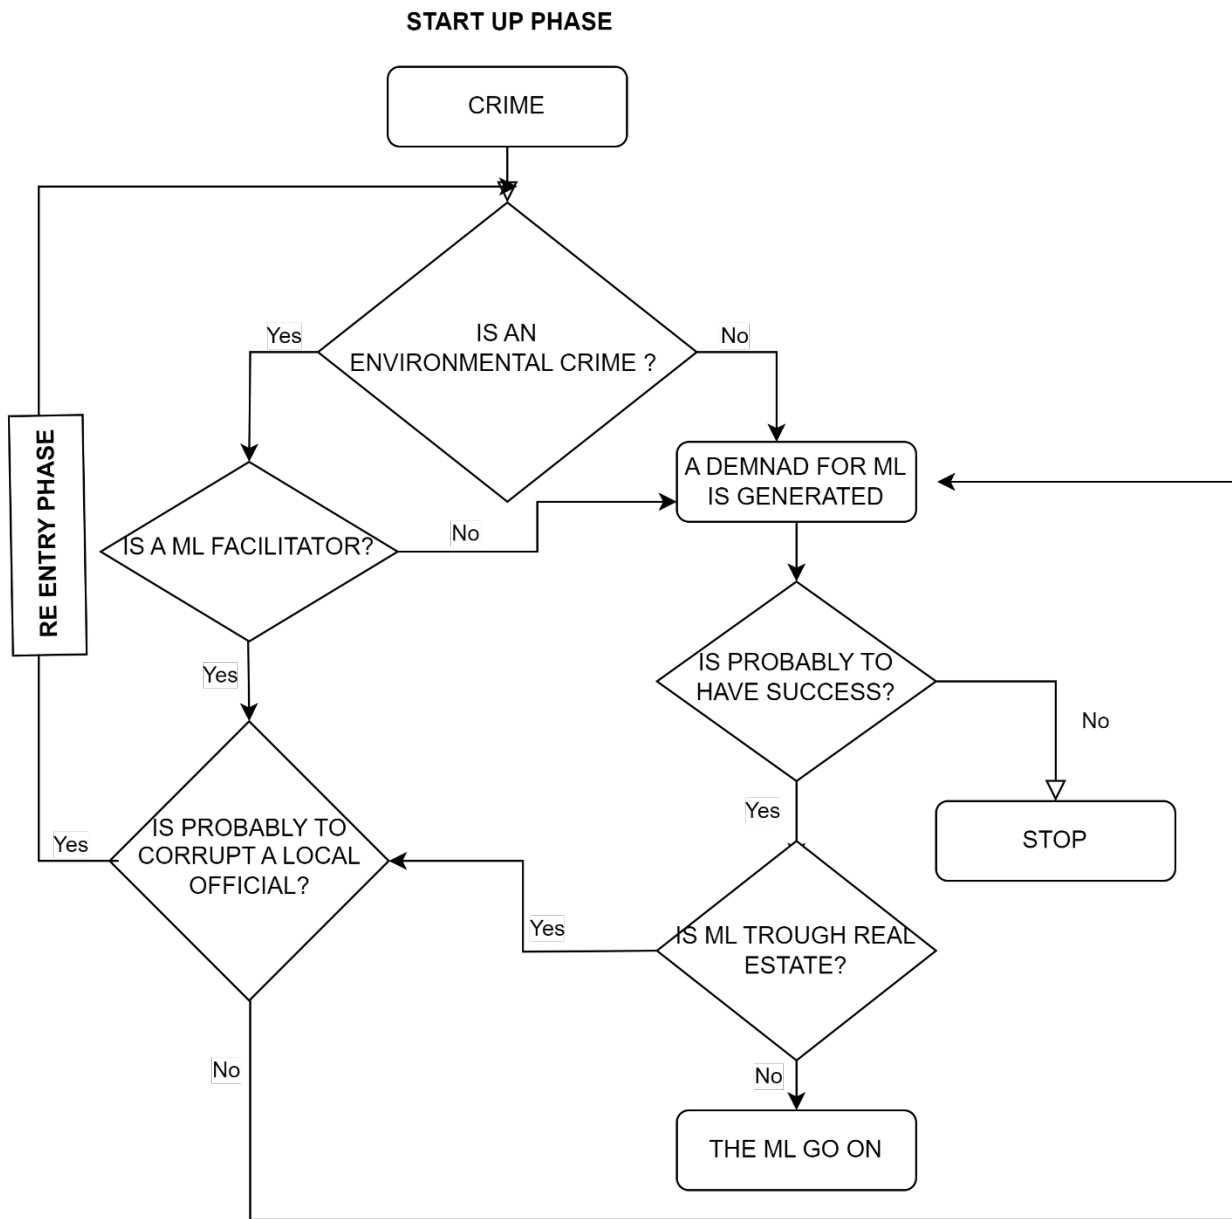 START UP PHASE
CRIME
IS AN
ENVIRONMENTAL CRIME ?
Yes
No
RE ENTRY PHASE
A DEMNAD FOR ML
IS GENERATED
IS A ML FACILITATOR?
No
Yes
IS PROBABLY TO
HAVE SUCCESS?
No
Yes
STOP
IS PROBABLY TO
CORRUPT A LOCAL
OFFICIAL?
Yes
Yes
IS ML TROUGH REAL
ESTATE?
No
No
THE ML GO ON